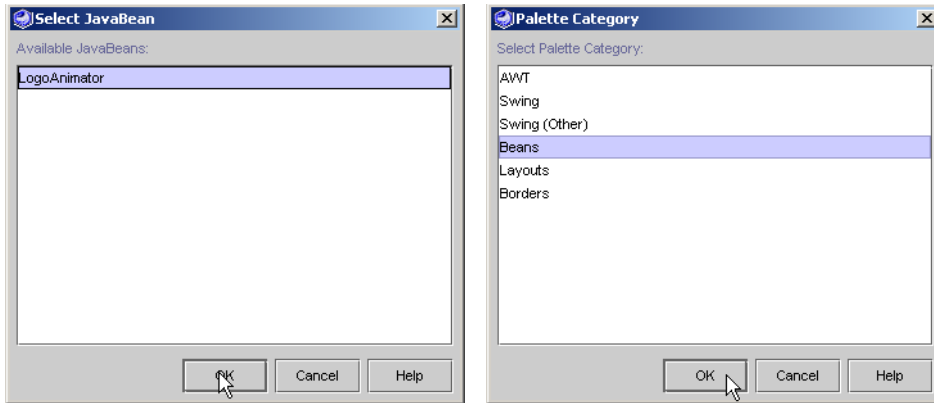 Select JavaBean
Available JavaBeans:
LogoAnimator
OK Cancel Help
Palette Category
Select Palette Category:
AWT
Swing
Swing (Other)
Beans
Layouts
Borders
OK Cancel Help